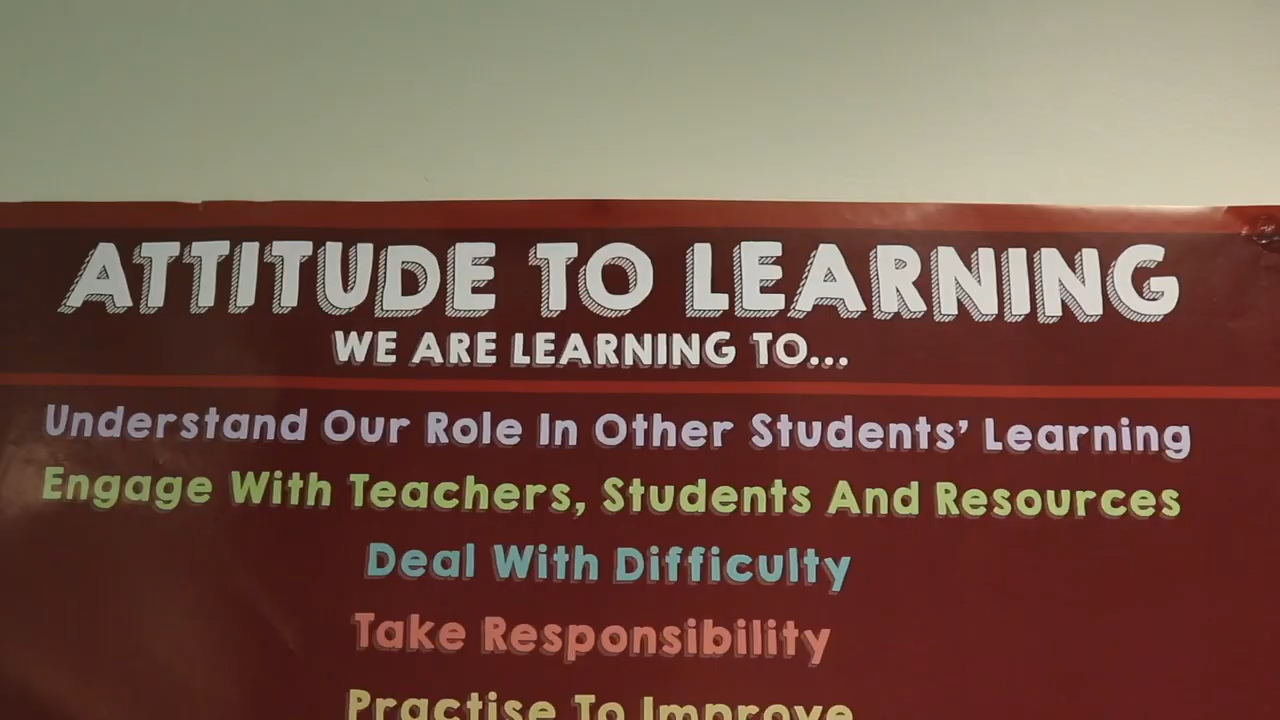 ATTITUDE TO LEARNING
WE ARE LEARNING TO...
Understand Our Role In Other Students' Learning
Engage With Teachers, Students And Resources
Deal With Difficulty
Take Responsibility
Practise To Improve